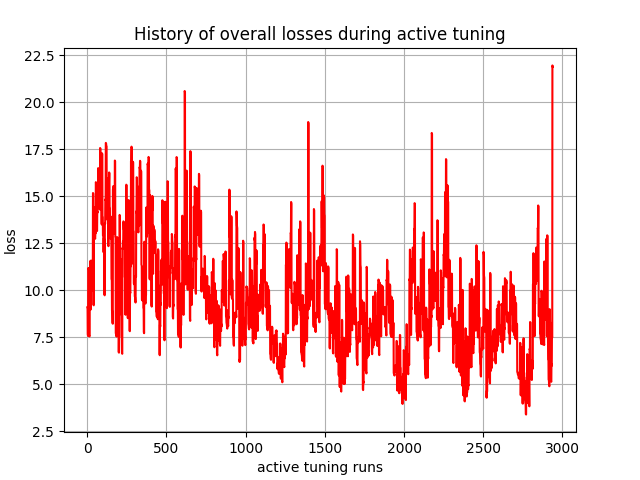 History of overall losses during active tuning
22.5
20.0
17.5
15.0
12.5
10.0
7.5
5.0
2.5
loss
0 500 1000 1500 2000 2500 3000
active tuning runs